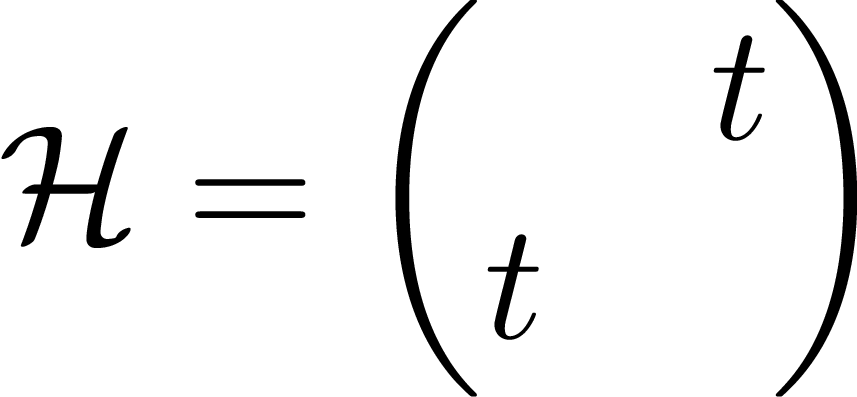 ℋ = ( t
t )